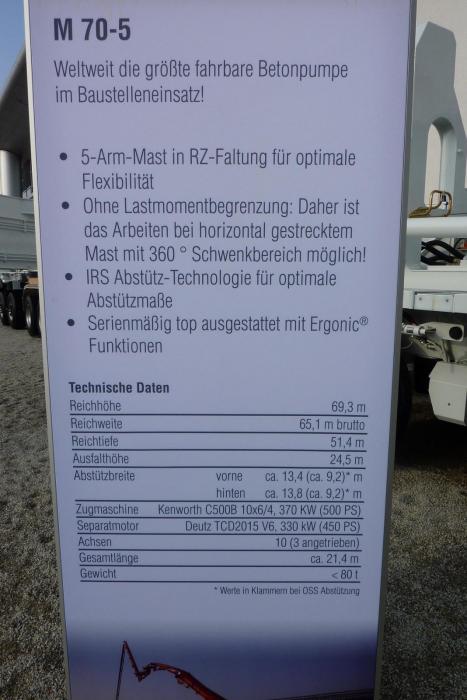 M 70-5
Weltweit die größte fahrbare Betonpumpe
im Baustelleneinsatz!
• 5-Arm-Mast in RZ-Faltung für optimale
Flexibilität
• Ohne Lastmomentbegrenzung: Daher ist
das Arbeiten bei horizontal gestrecktem
Mast mit 360 ° Schwenkbereich möglich!
• IRS Abstütz-Technologie für optimale
Abstützmaße
• Serienmäßig top ausgestattet mit Ergonic®
Funktionen
Technische Daten
Reichhöhe 69,3 m
Reichweite 65,1 m brutto
Reichtiefe 51,4 m
Ausfalthöhe 24,5 m
Abstützbreite vorne ca. 13,4 (ca. 9,2)* m
hinten ca. 13,8 (ca. 9,2)* m
Zugmaschine Kenworth C500B 10x6/4, 370 KW (500 PS)
Separatmotor Deutz TCD2015 V6, 330 kW (450 PS)
Achsen 10 (3 angetrieben)
Gesamtlänge ca. 21,4 m
Gewicht < 80 t
* Werte in Klammern bei OSS Abstützung